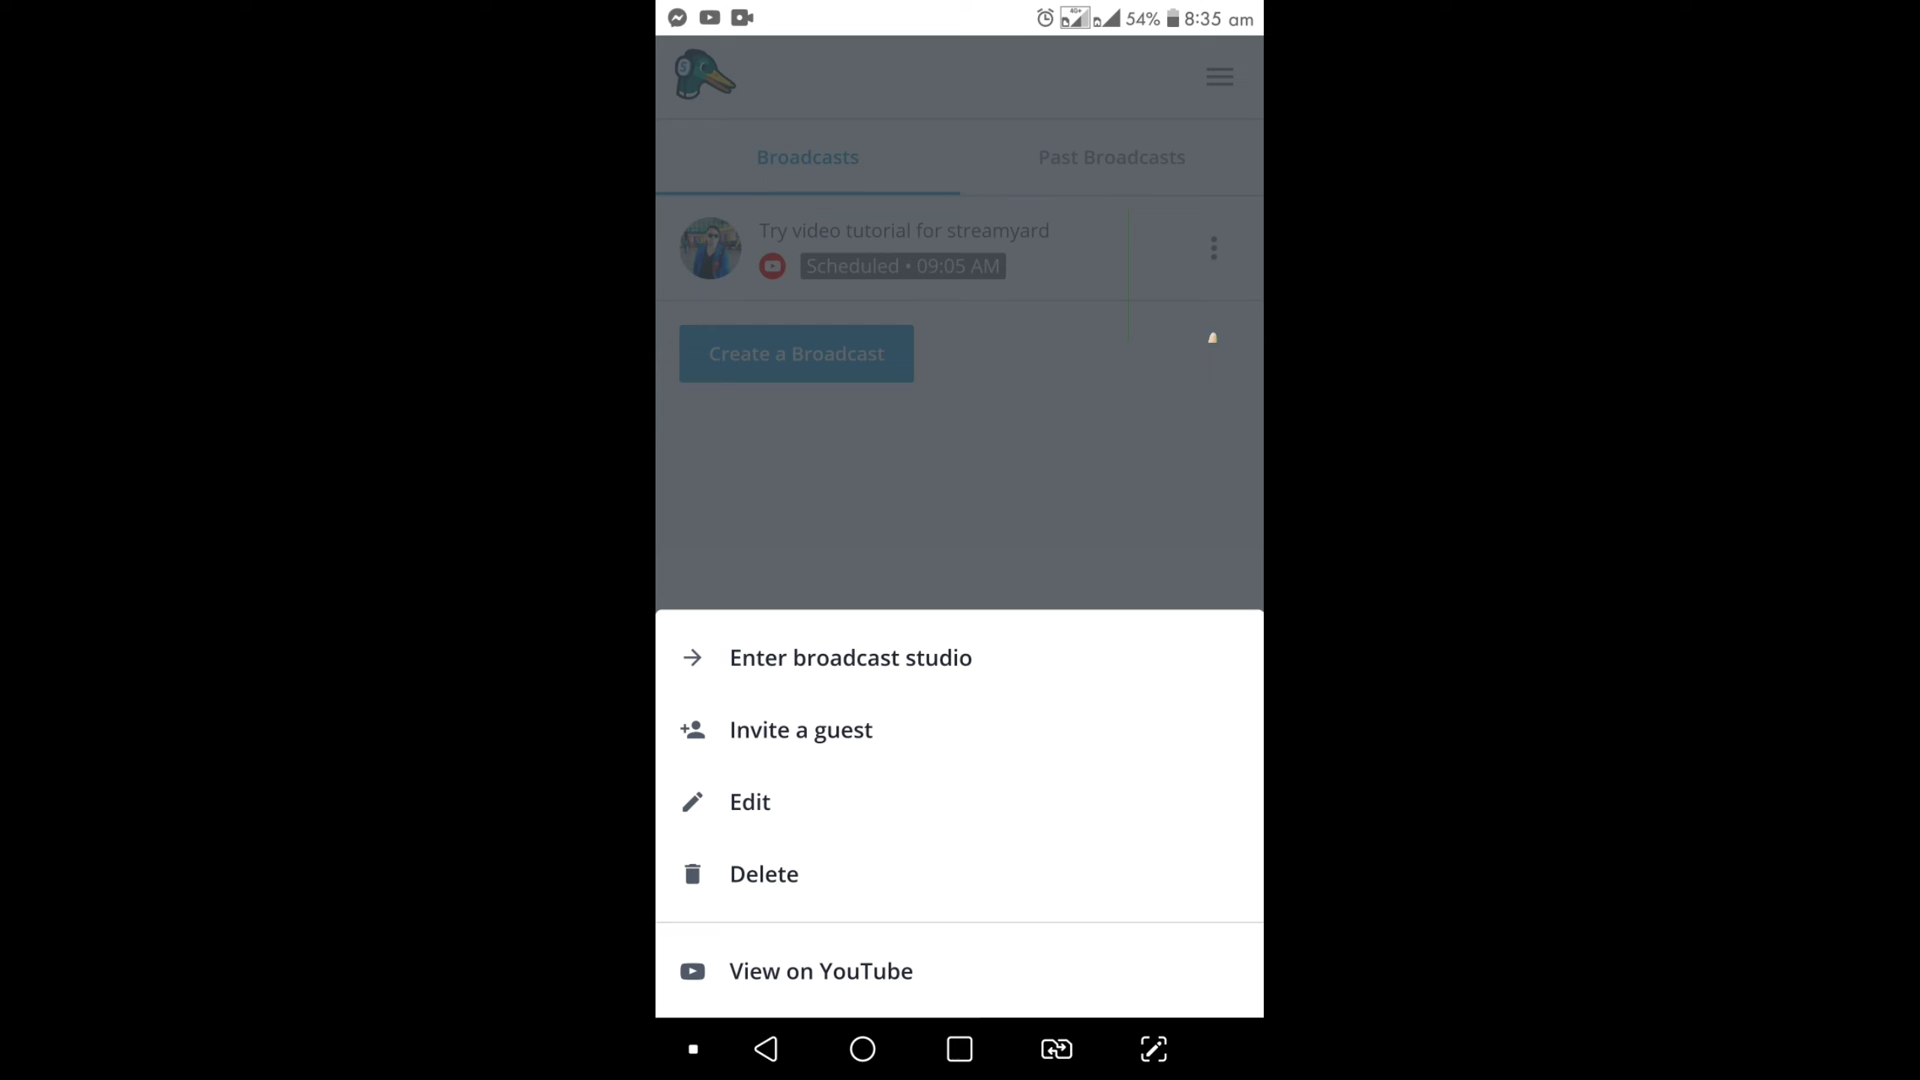 54% 8:35 am
Broadcasts Past Broadcasts
Try video tutorial for streamyard
Scheduled • 09:05 AM
Create a Broadcast
Enter broadcast studio
Invite a guest
Edit
Delete
View on YouTube